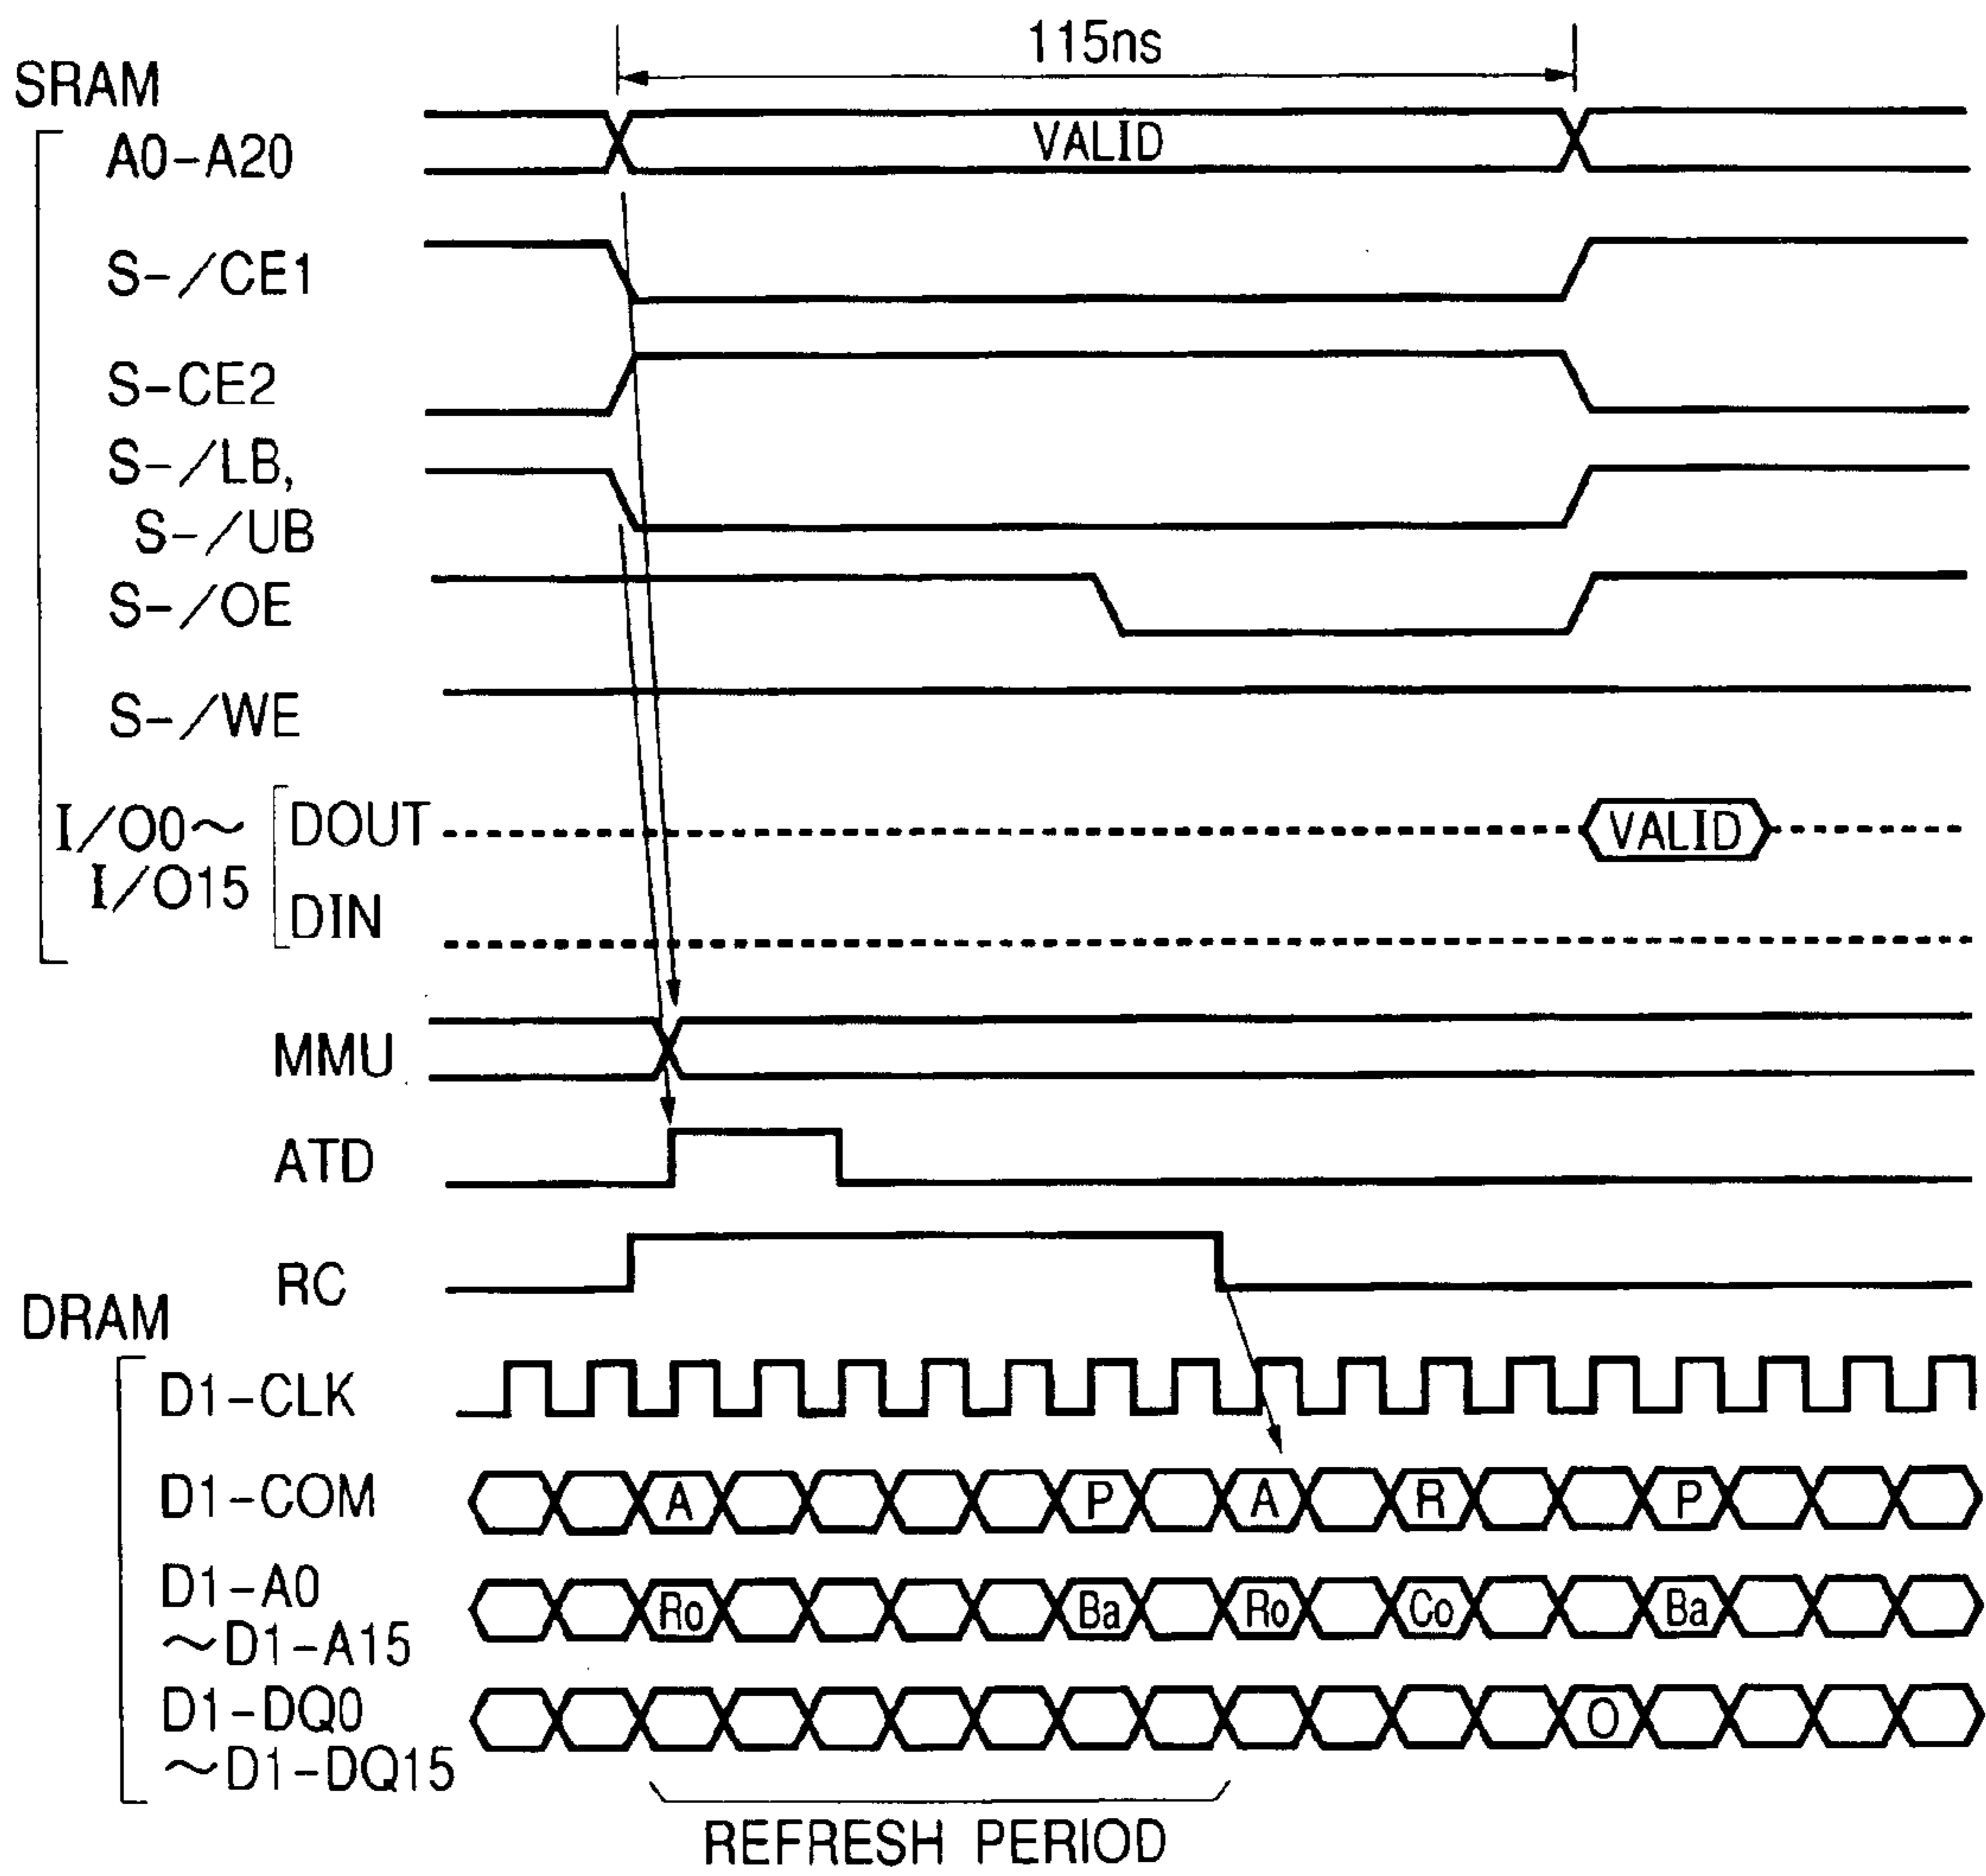 115ns
SRAM
A0-A20
VALID
S-/CE1
S-CE2
S-/LB,
S-/UB
S-/OE
S-/WE
I/O0～
I/O15
DOUT
VALID
DIN
MMU
ATD
RC
DRAM
D1-CLK
D1-COM
A P A R P
D1-A0
～D1-A15
Ro Ba Ro Co Ba
D1-DQ0
～D1-DQ15
O
REFRESH PERIOD